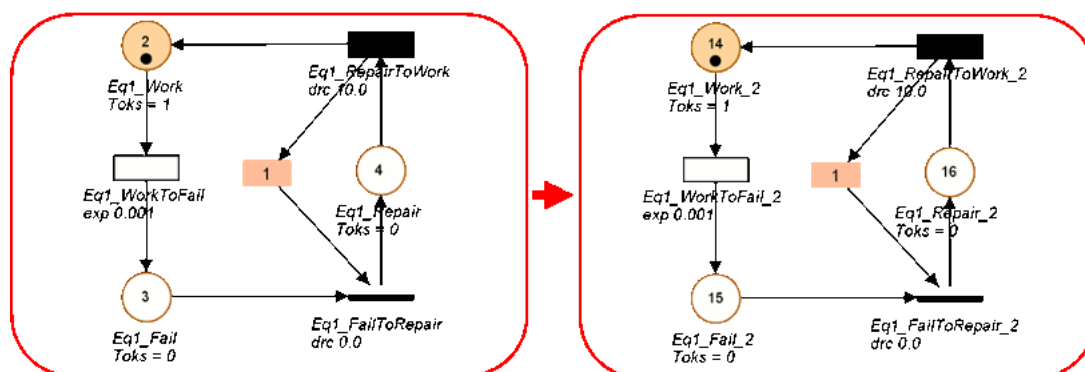 2
Eq1_Work
Toks = 1
Eq1_RepairToWork
drc 10.0
Eq1_WorkToFail
exp 0.001
1
4
Eq1_Repair
Toks = 0
3
Eq1_Fail
Toks = 0
Eq1_FailToRepair
drc 0.0
14
Eq1_Work_2
Toks = 1
Eq1_RepairToWork_2
drc 10.0
Eq1_WorkToFail_2
exp 0.001
1
16
Eq1_Repair_2
Toks = 0
15
Eq1_Fail_2
Toks = 0
Eq1_FailToRepair_2
drc 0.0